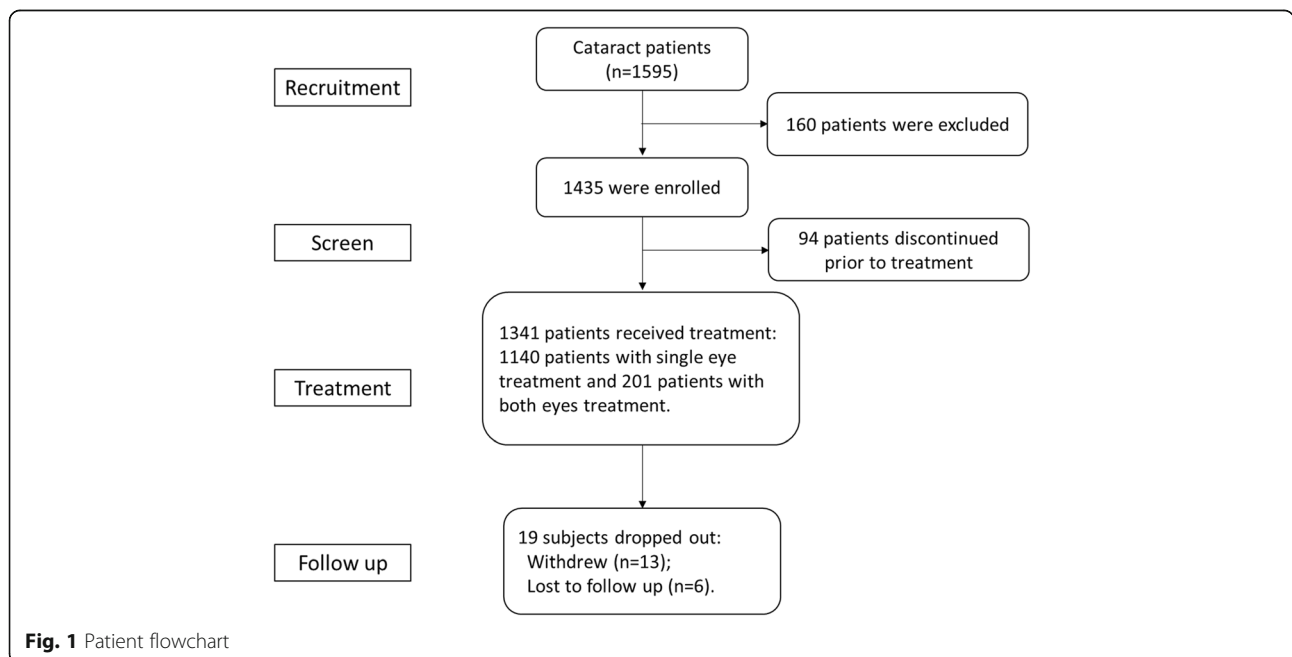 Cataract patients
(n=1595)
Recruitment
160 patients were excluded
1435 were enrolled
Screen
94 patients discontinued
prior to treatment
1341 patients received treatment:
1140 patients with single eye
treatment and 201 patients with
both eyes treatment.
Treatment
19 subjects dropped out:
Withdrew (n=13);
Lost to follow up (n=6).
Follow up
Fig. 1 Patient flowchart